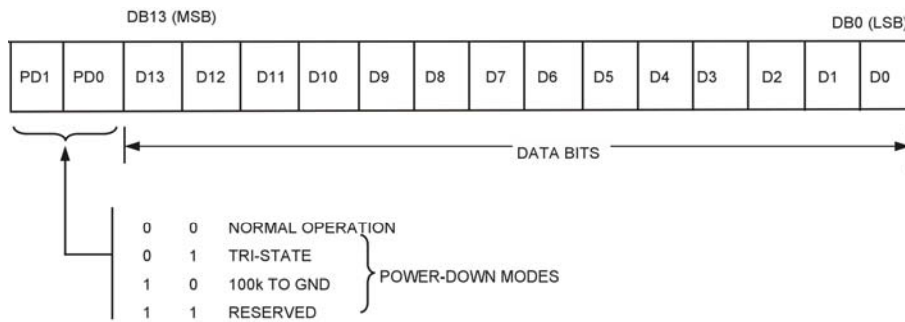 DB13 (MSB)
DB0 (LSB)
PD1 PD0 D13 D12 D11 D10 D9 D8 D7 D6 D5 D4 D3 D2 D1 D0
DATA BITS
0 0 NORMAL OPERATION
0 1 TRI-STATE
1 0 100k TO GND
1 1 RESERVED
POWER-DOWN MODES